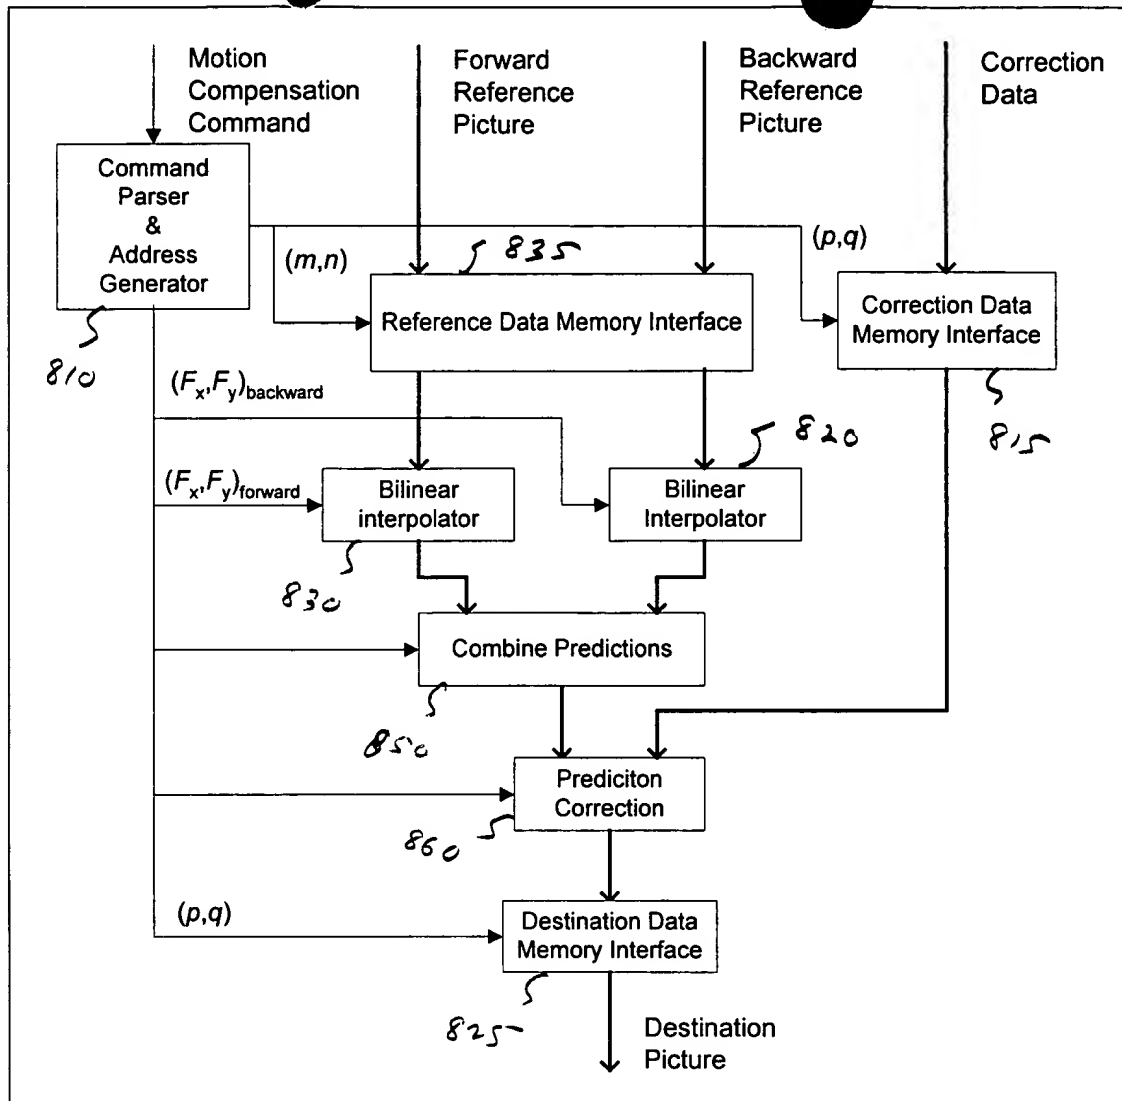 Motion
Compensation
Command
Forward
Reference
Picture
Backward
Reference
Picture
Correction
Data
Command
Parser
&
Address
Generator
810
(m,n)
835
(p,q)
Reference Data Memory Interface
Correction Data
Memory Interface
815
(Fx,Fy)backward
820
(Fx,Fy)forward
Bilinear
interpolator
830
Bilinear
Interpolator
Combine Predictions
850
Prediciton
Correction
860
(p,q)
Destination Data
Memory Interface
825
Destination
Picture